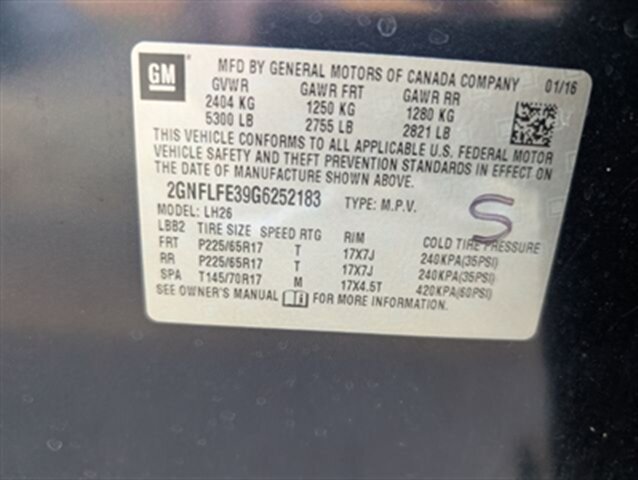 GM
MFD BY GENERAL MOTORS OF CANADA COMPANY 01/16
GVWR GAWR FRT GAWR RR
2404 KG 1250 KG 1280 KG
5300 LB 2755 LB 2821 LB
THIS VEHICLE CONFORMS TO ALL APPLICABLE U.S. FEDERAL MOTOR
VEHICLE SAFETY AND THEFT PREVENTION STANDARDS IN EFFECT ON
THE DATE OF MANUFACTURE SHOWN ABOVE.
2GNFLFE39G6252183 TYPE: M.P.V. S
MODEL: LH26
LBB2 TIRE SIZE SPEED RTG RIM COLD TIRE PRESSURE
FRT P225/65R17 T 17X7J 240KPA(35PSI)
RR P225/65R17 T 17X7J 240KPA(35PSI)
SPA T145/70R17 M 17X4.5T 420KPA(60PSI)
SEE OWNER'S MANUAL FOR MORE INFORMATION.